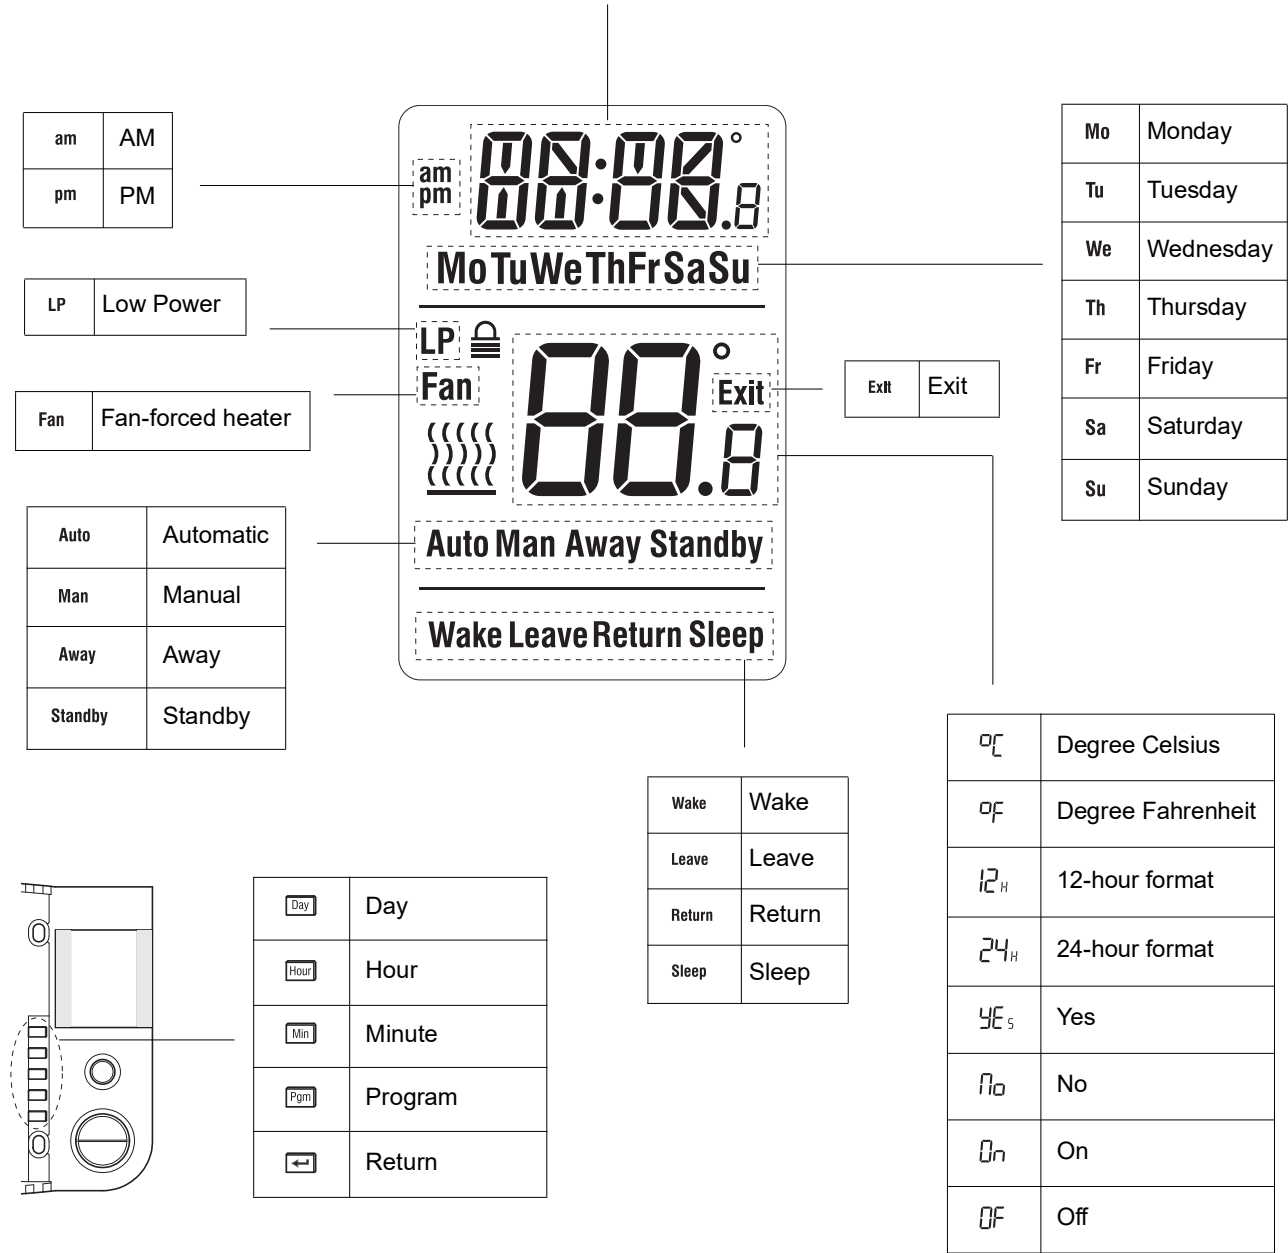 am AM
pm PM
LP Low Power
Fan Fan-forced heater
Auto Automatic
Man Manual
Away Away
Standby Standby
am
pm
88:88°.8
MoTuWeThFrSaSu
LP
Fan
88°.8
Exit
Auto Man Away Standby
Wake Leave Return Sleep
Exit Exit
Mo Monday
Tu Tuesday
We Wednesday
Th Thursday
Fr Friday
Sa Saturday
Su Sunday
Wake Wake
Leave Leave
Return Return
Sleep Sleep
°C Degree Celsius
°F Degree Fahrenheit
12H 12-hour format
24H 24-hour format
YES Yes
No No
On On
OF Off
Day Day
Hour Hour
Min Minute
Pgm Program
↵ Return